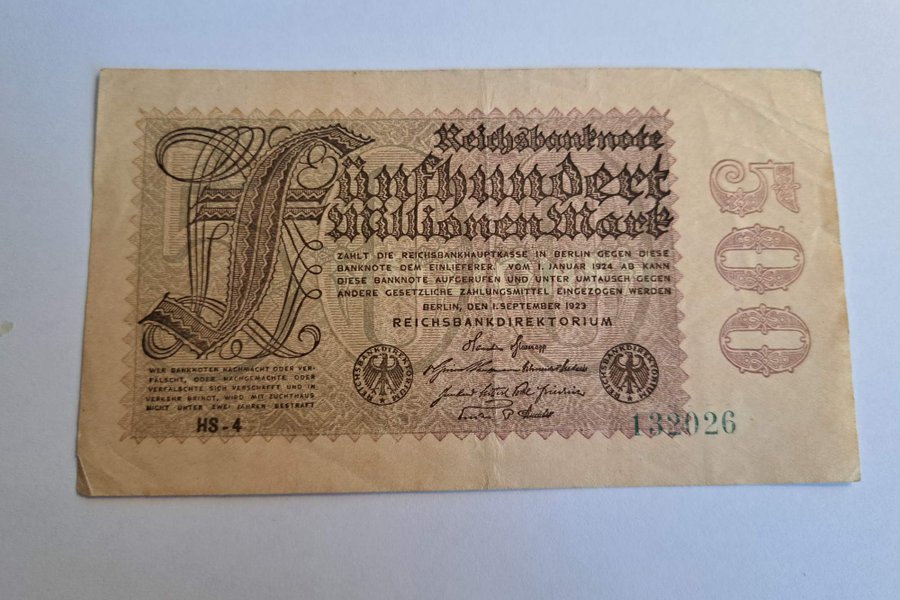 Reichsbanknote
Fünfhundert
Millionen Mark
ZAHLT DIE REICHSBANKHAUPTKASSE IN BERLIN GEGEN DIESE
BANKNOTE DEM EINLIEFERER. VOM 1. JANUAR 1924 AB KANN
DIESE BANKNOTE AUFGERUFEN UND UNTER UMTAUSCH GEGEN
ANDERE GESETZLICHE ZAHLUNGSMITTEL EINGEZOGEN WERDEN
BERLIN, DEN 1. SEPTEMBER 1923
REICHSBANKDIREKTORIUM
WER BANKNOTEN NACHMACHT ODER VER-
FÄLSCHT, ODER NACHGEMACHTE ODER
VERFÄLSCHTE SICH VERSCHAFFT UND IN
VERKEHR BRINGT, WIRD MIT ZUCHTHAUS
NICHT UNTER ZWEI JAHREN BESTRAFT
HS-4
REICHSBANKDIREKTORIUM
REICHSBANKDIREKTORIUM
132026
500